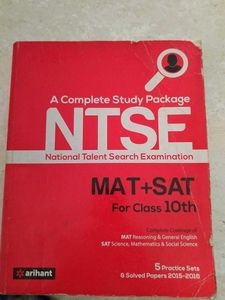 A Complete Study Package
NTSE
National Talent Search Examination
MAT+SAT
For Class 10th
Complete Coverage of
MAT Reasoning & General English
SAT Science, Mathematics & Social Science
5 Practice Sets
& Solved Papers 2015-2018
arihant